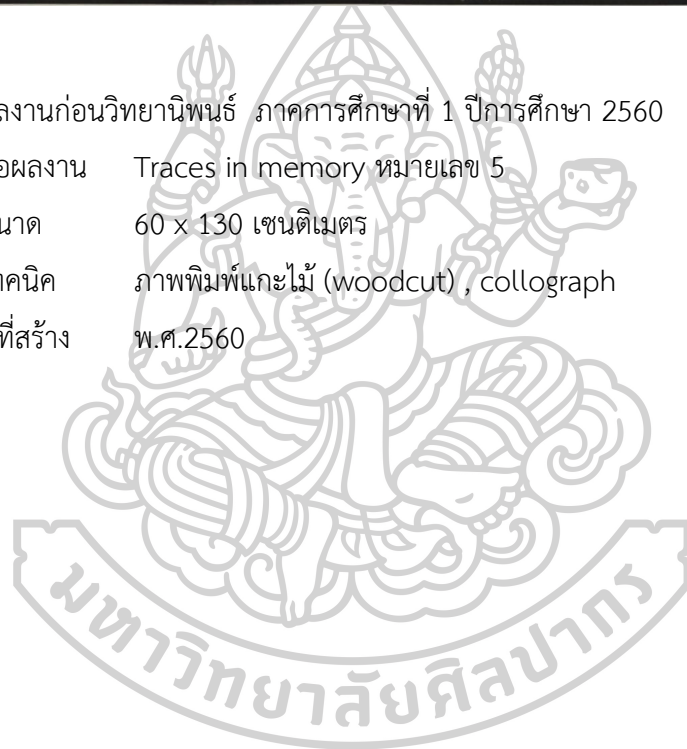 ลงานก่อนวิทยานิพนธ์ ภาคการศึกษาที่ 1 ปีการศึกษา 2560
อผลงาน Traces in memory หมายเลข 5
นาด 60 x 130 เซนติเมตร
ทคนิค ภาพพิมพ์แกะไม้ (woodcut) , collograph
ที่สร้าง พ.ศ.2560
มหาวิทยาลัยศิลปากร